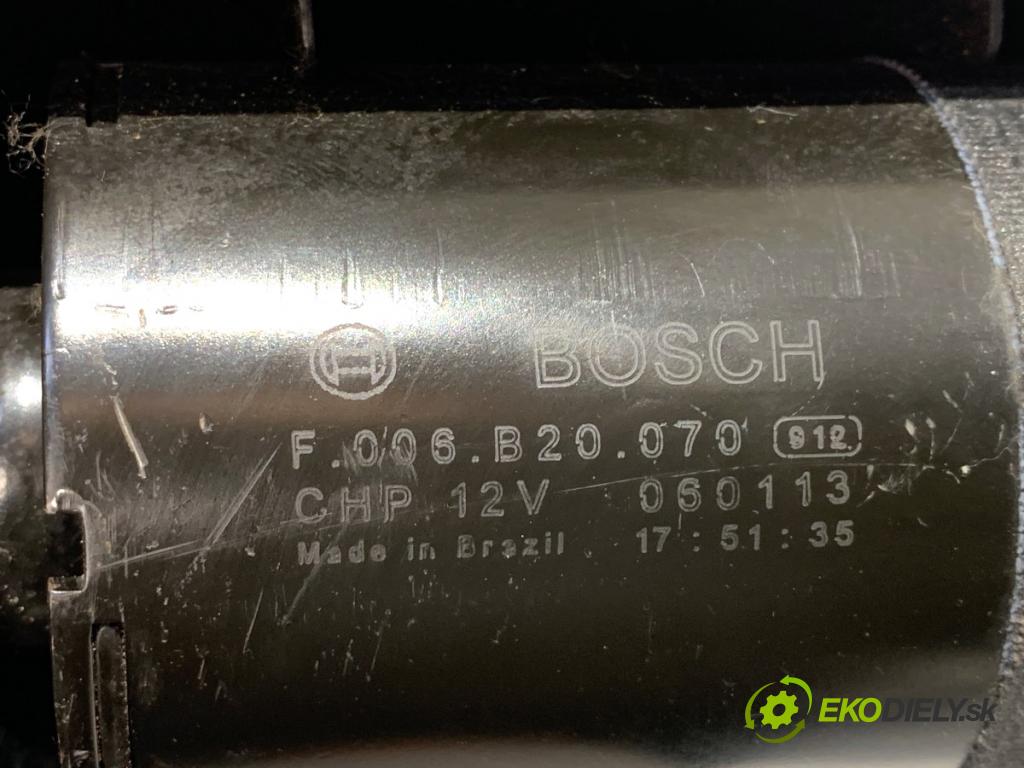 BOSCH
F.006.B20.070 912
CHP 12V 060113
Made in Brazil 17:51:35
EKODIELY.sk